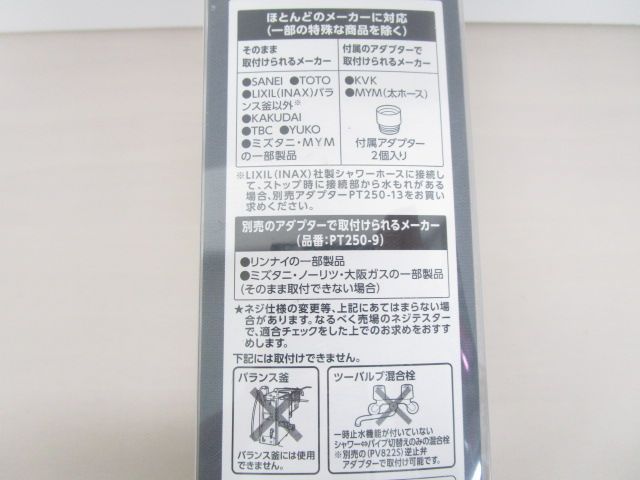 ほとんどのメーカーに対応
(一部の特殊な商品を除く)
そのまま
取付けられるメーカー
●SANEI ●TOTO
●LIXIL(INAX)バラ
ンス釜以外※
●KAKUDAI
●TBC ●YUKO
●ミズタニ・MYM
の一部製品
付属のアダプターで
取付けられるメーカー
●KVK
●MYM(太ホース)
付属アダプター
2個入り
※LIXIL(INAX)社製シャワーホースに接続し
て、ストップ時に接続部から水もれがある
場合、別売アダプターPT250-13をお買い
求めください。
別売のアダプターで取付けられるメーカー
(品番:PT250-9)
●リンナイの一部製品
●ミズタニ・ノーリツ・大阪ガスの一部製品
(そのまま取付できない場合)
★ネジ仕様の変更等、上記にあてはまらない場
合があります。なるべく売場のネジテスター
で、適合チェックをした上でのお求めをおすす
めします。
下記には取付けできません。
バランス釜
バランス釜には使用
できません。
ツーバルブ混合栓
一時止水機能が付いていない
シャワー⇔パイプ切替えのみの混合栓
※別売の(PV822S)逆止弁
アダプターで取付け可能です。